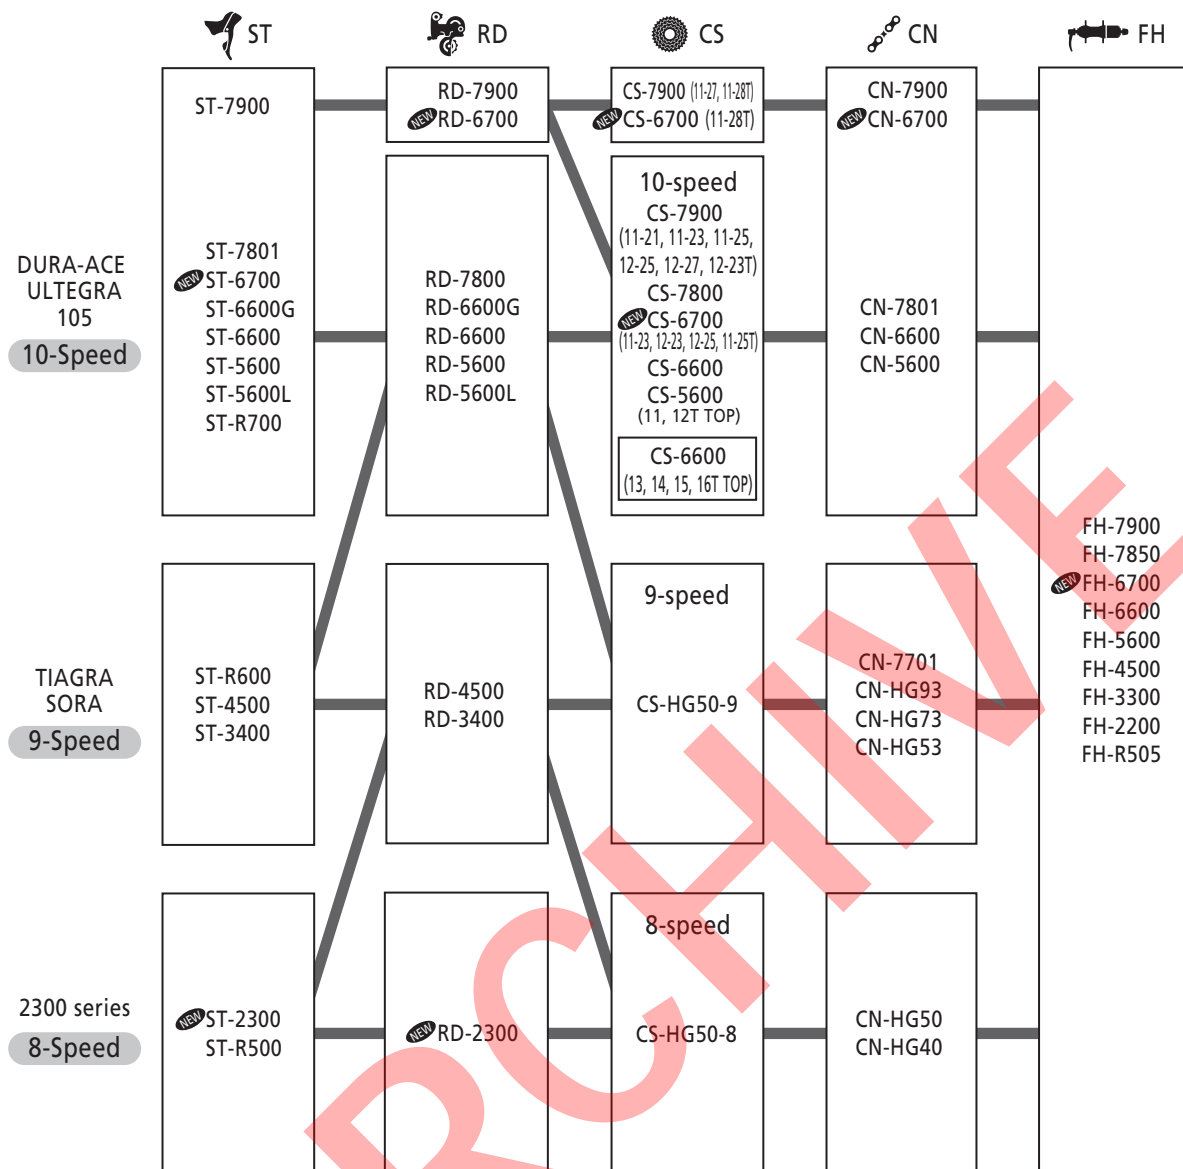 ST
RD
CS
CN
FH
DURA-ACE
ULTEGRA
105
10-Speed
ST-7900
ST-7801
NEW ST-6700
ST-6600G
ST-6600
ST-5600
ST-5600L
ST-R700
RD-7900
NEW RD-6700
RD-7800
RD-6600G
RD-6600
RD-5600
RD-5600L
CS-7900 (11-27, 11-28T)
NEW CS-6700 (11-28T)
10-speed
CS-7900
(11-21, 11-23, 11-25,
12-25, 12-27, 12-23T)
CS-7800
NEW CS-6700
(11-23, 12-23, 12-25, 11-25T)
CS-6600
CS-5600
(11, 12T TOP)
CS-6600
(13, 14, 15, 16T TOP)
CN-7900
NEW CN-6700
CN-7801
CN-6600
CN-5600
TIAGRA
SORA
9-Speed
ST-R600
ST-4500
ST-3400
RD-4500
RD-3400
9-speed
CS-HG50-9
CN-7701
CN-HG93
CN-HG73
CN-HG53
2300 series
8-Speed
NEW ST-2300
ST-R500
NEW RD-2300
8-speed
CS-HG50-8
CN-HG50
CN-HG40
FH-7900
FH-7850
NEW FH-6700
FH-6600
FH-5600
FH-4500
FH-3300
FH-2200
FH-R505
RCHIVE